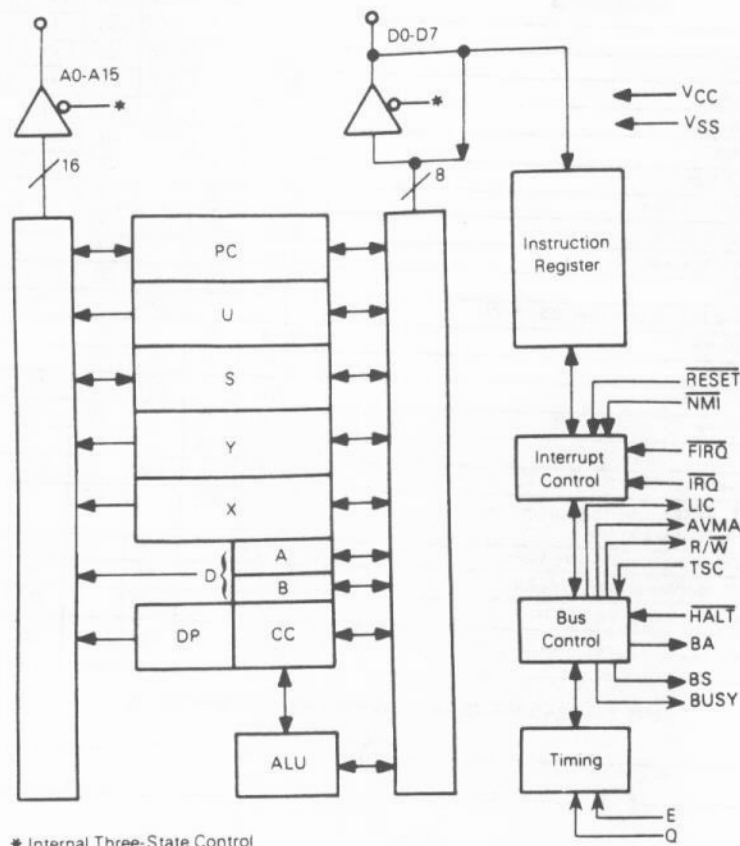 A0-A15
D0-D7
*
*
VCC
VSS
16
8
Instruction
Register
PC
U
S
Y
X
D
A
B
DP
CC
ALU
RESET
NMI
Interrupt
Control
FIRQ
IRQ
LIC
AVMA
R/W
TSC
Bus
Control
HALT
BA
BS
BUSY
Timing
E
Q
* Internal Three-State Control